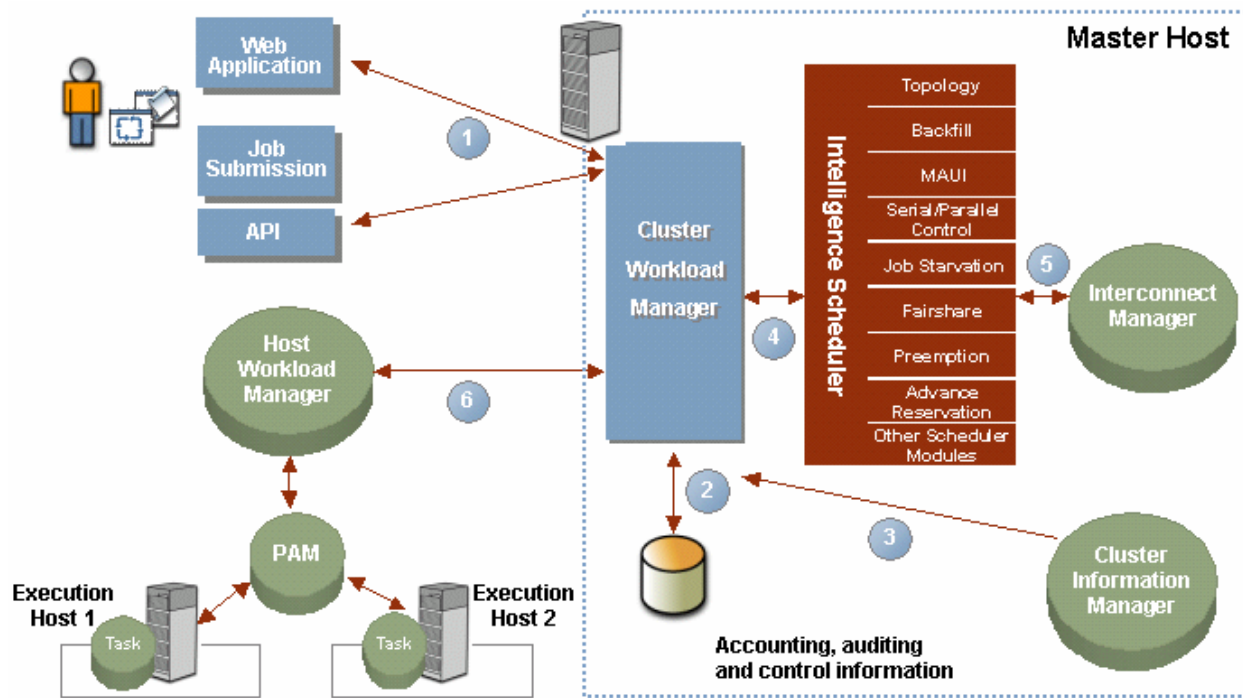 Master Host
Web
Application
1
Job
Submission
API
Cluster
Workload
Manager
4
Intelligence Scheduler
Topology
Backfill
MAUI
Serial/Parallel
Control
Job Starvation
Fairshare
Preemption
Advance
Reservation
Other Scheduler
Modules
5
Interconnect
Manager
Host
Workload
Manager
6
2
3
PAM
Cluster
Information
Manager
Execution
Host 1
Task
Execution
Host 2
Task
Accounting, auditing
and control information